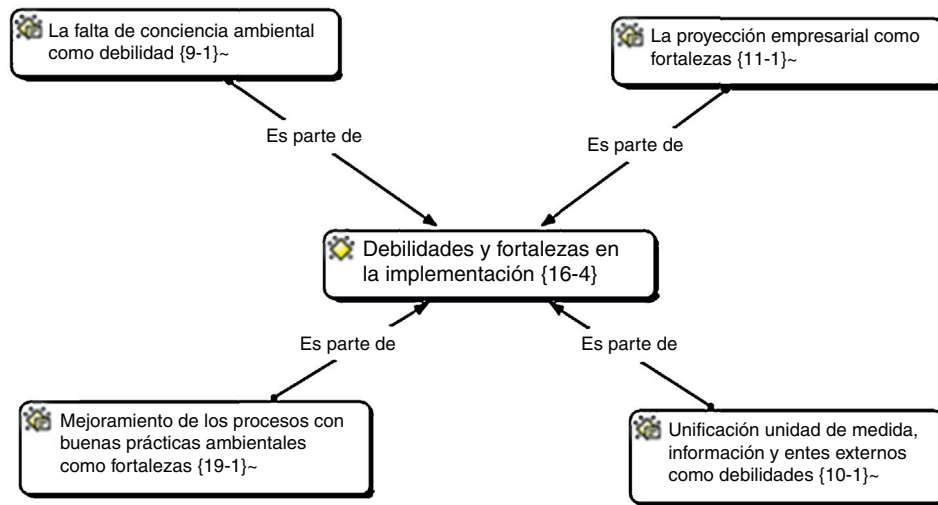 La falta de conciencia ambiental
como debilidad {9-1}~
La proyección empresarial como
fortalezas {11-1}~
Es parte de
Es parte de
Debilidades y fortalezas en
la implementación {16-4}
Es parte de
Es parte de
Mejoramiento de los procesos con
buenas prácticas ambientales
como fortalezas {19-1}~
Unificación unidad de medida,
información y entes externos
como debilidades {10-1}~